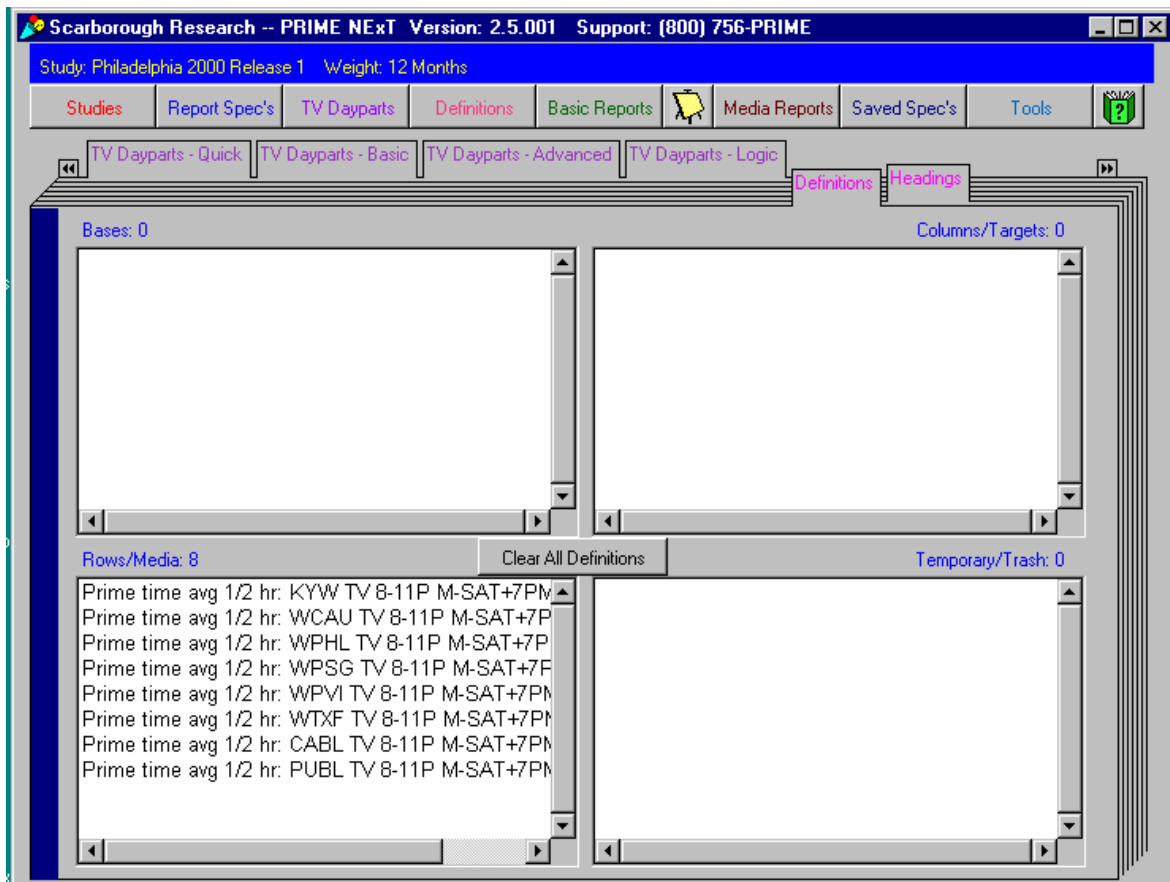 Scarborough Research -- PRIME NExT Version: 2.5.001 Support: (800) 756-PRIME
Study: Philadelphia 2000 Release 1 Weight: 12 Months
Studies Report Spec's TV Dayparts Definitions Basic Reports Media Reports Saved Spec's Tools
TV Dayparts - Quick TV Dayparts - Basic TV Dayparts - Advanced TV Dayparts - Logic
Definitions Headings
Bases: 0 Columns/Targets: 0
Rows/Media: 8 Clear All Definitions Temporary/Trash: 0
Prime time avg 1/2 hr: KYW TV 8-11P M-SAT+7PM
Prime time avg 1/2 hr: WCAU TV 8-11P M-SAT+7P
Prime time avg 1/2 hr: WPHL TV 8-11P M-SAT+7P
Prime time avg 1/2 hr: WPSG TV 8-11P M-SAT+7P
Prime time avg 1/2 hr: WPVI TV 8-11P M-SAT+7PM
Prime time avg 1/2 hr: WTXF TV 8-11P M-SAT+7PM
Prime time avg 1/2 hr: CABL TV 8-11P M-SAT+7PM
Prime time avg 1/2 hr: PUBL TV 8-11P M-SAT+7PM